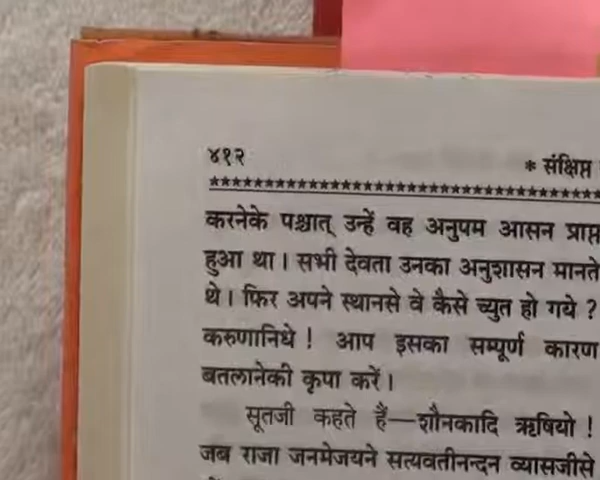 ४१२
* संक्षिप्त
करनेके पश्चात् उन्हें वह अनुपम आसन प्राप्त
हुआ था। सभी देवता उनका अनुशासन मानते
थे। फिर अपने स्थानसे वे कैसे च्युत हो गये ?
करुणानिधे ! आप इसका सम्पूर्ण कारण
बतलानेकी कृपा करें।
सूतजी कहते हैं—शौनकादि ऋषियो !
जब राजा जनमेजयने सत्यवतीनन्दन व्यासजीसे